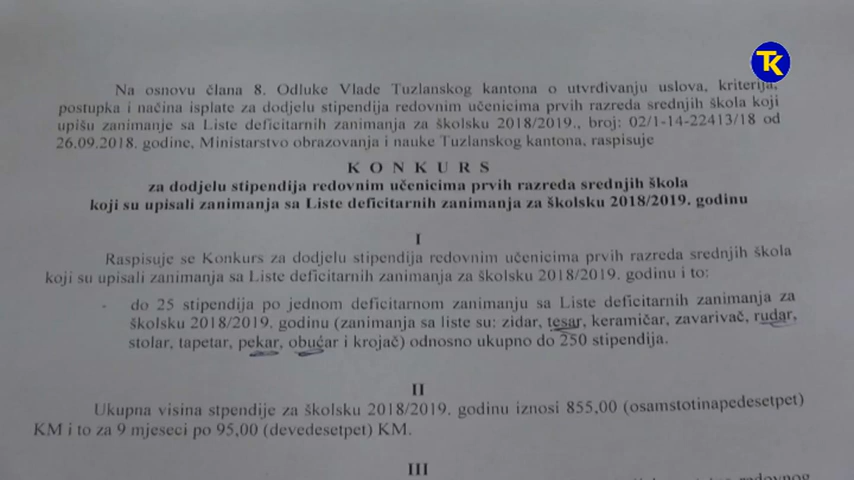 TK
Na osnovu člana 8. Odluke Vlade Tuzlanskog kantona o utvrđivanju uslova, kriterija,
postupka i načina isplate za dodjelu stipendija redovnim učenicima prvih razreda srednjih škola koji
upišu zanimanje sa Liste deficitarnih zanimanja za školsku 2018/2019., broj: 02/1-14-22413/18 od
26.09.2018. godine, Ministarstvo obrazovanja i nauke Tuzlanskog kantona, raspisuje
K O N K U R S
za dodjelu stipendija redovnim učenicima prvih razreda srednjih škola
koji su upisali zanimanja sa Liste deficitarnih zanimanja za školsku 2018/2019. godinu
I
Raspisuje se Konkurs za dodjelu stipendija redovnim učenicima prvih razreda srednjih škola
koji su upisali zanimanja sa Liste deficitarnih zanimanja za školsku 2018/2019. godinu i to:
- do 25 stipendija po jednom deficitarnom zanimanju sa Liste deficitarnih zanimanja za
školsku 2018/2019. godinu (zanimanja sa liste su: zidar, tesar, keramičar, zavarivač, rudar,
stolar, tapetar, pekar, obućar i krojač) odnosno ukupno do 250 stipendija.
II
Ukupna visina stpendije za školsku 2018/2019. godinu iznosi 855,00 (osamstotinapedesetpet)
KM i to za 9 mjeseci po 95,00 (devedesetpet) KM.
III